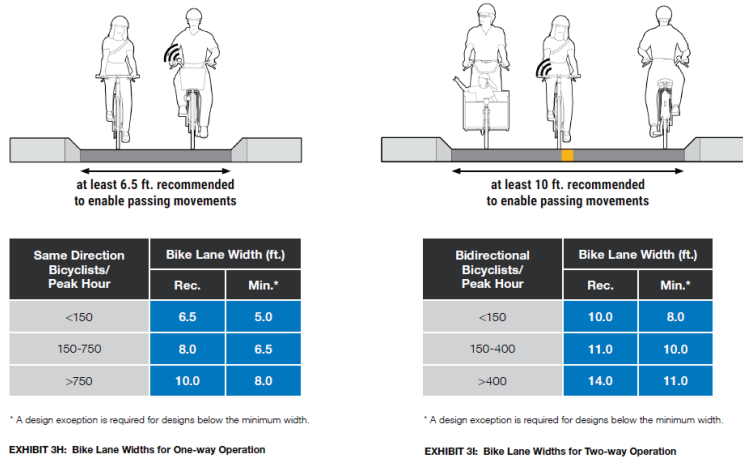 at least 6.5 ft. recommended
to enable passing movements
Same Direction
Bicyclists/
Peak Hour
Bike Lane Width (ft.)
Rec. Min.*
<150 6.5 5.0
150-750 8.0 6.5
>750 10.0 8.0
* A design exception is required for designs below the minimum width.
EXHIBIT 3H: Bike Lane Widths for One-way Operation
at least 10 ft. recommended
to enable passing movements
Bidirectional
Bicyclists/
Peak Hour
Bike Lane Width (ft.)
Rec. Min.*
<150 10.0 8.0
150-400 11.0 10.0
>400 14.0 11.0
* A design exception is required for designs below the minimum width.
EXHIBIT 3I: Bike Lane Widths for Two-way Operation